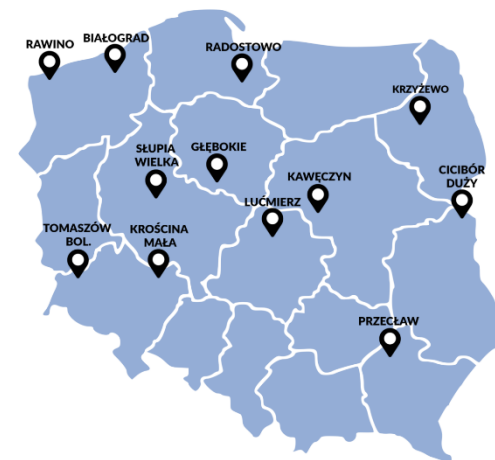 RAWINO
BIAŁOGRAD
RADOSTOWO
KRZYŻEWO
SŁUPIA
WIELKA
GŁĘBOKIE
KAWĘCZYN
CICIBÓR
DUŻY
LUĆMIERZ
TOMASZÓW
BOL.
KROŚCINA
MAŁA
PRZECŁAW